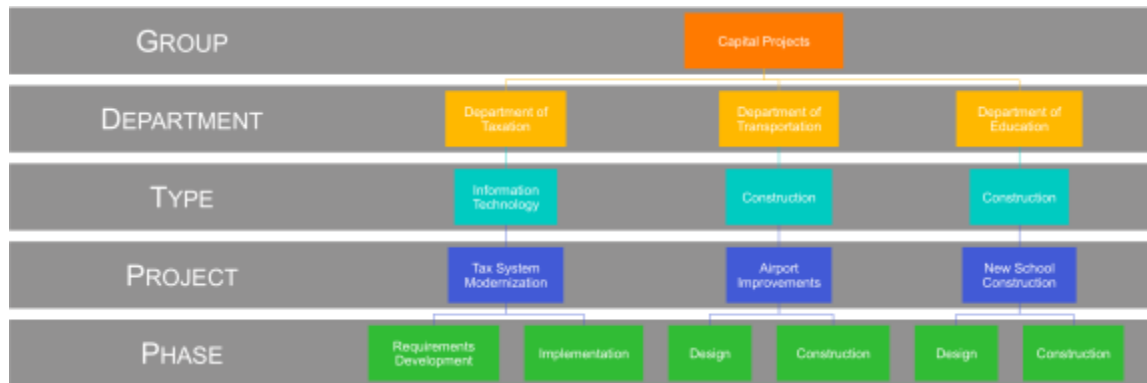 GROUP
Capital Projects
DEPARTMENT
Department of
Taxation
Department of
Transportation
Department of
Education
TYPE
Information
Technology
Construction
Construction
PROJECT
Tax System
Modernization
Airport
Improvements
New School
Construction
PHASE
Requirements
Development
Implementation
Design
Construction
Design
Construction